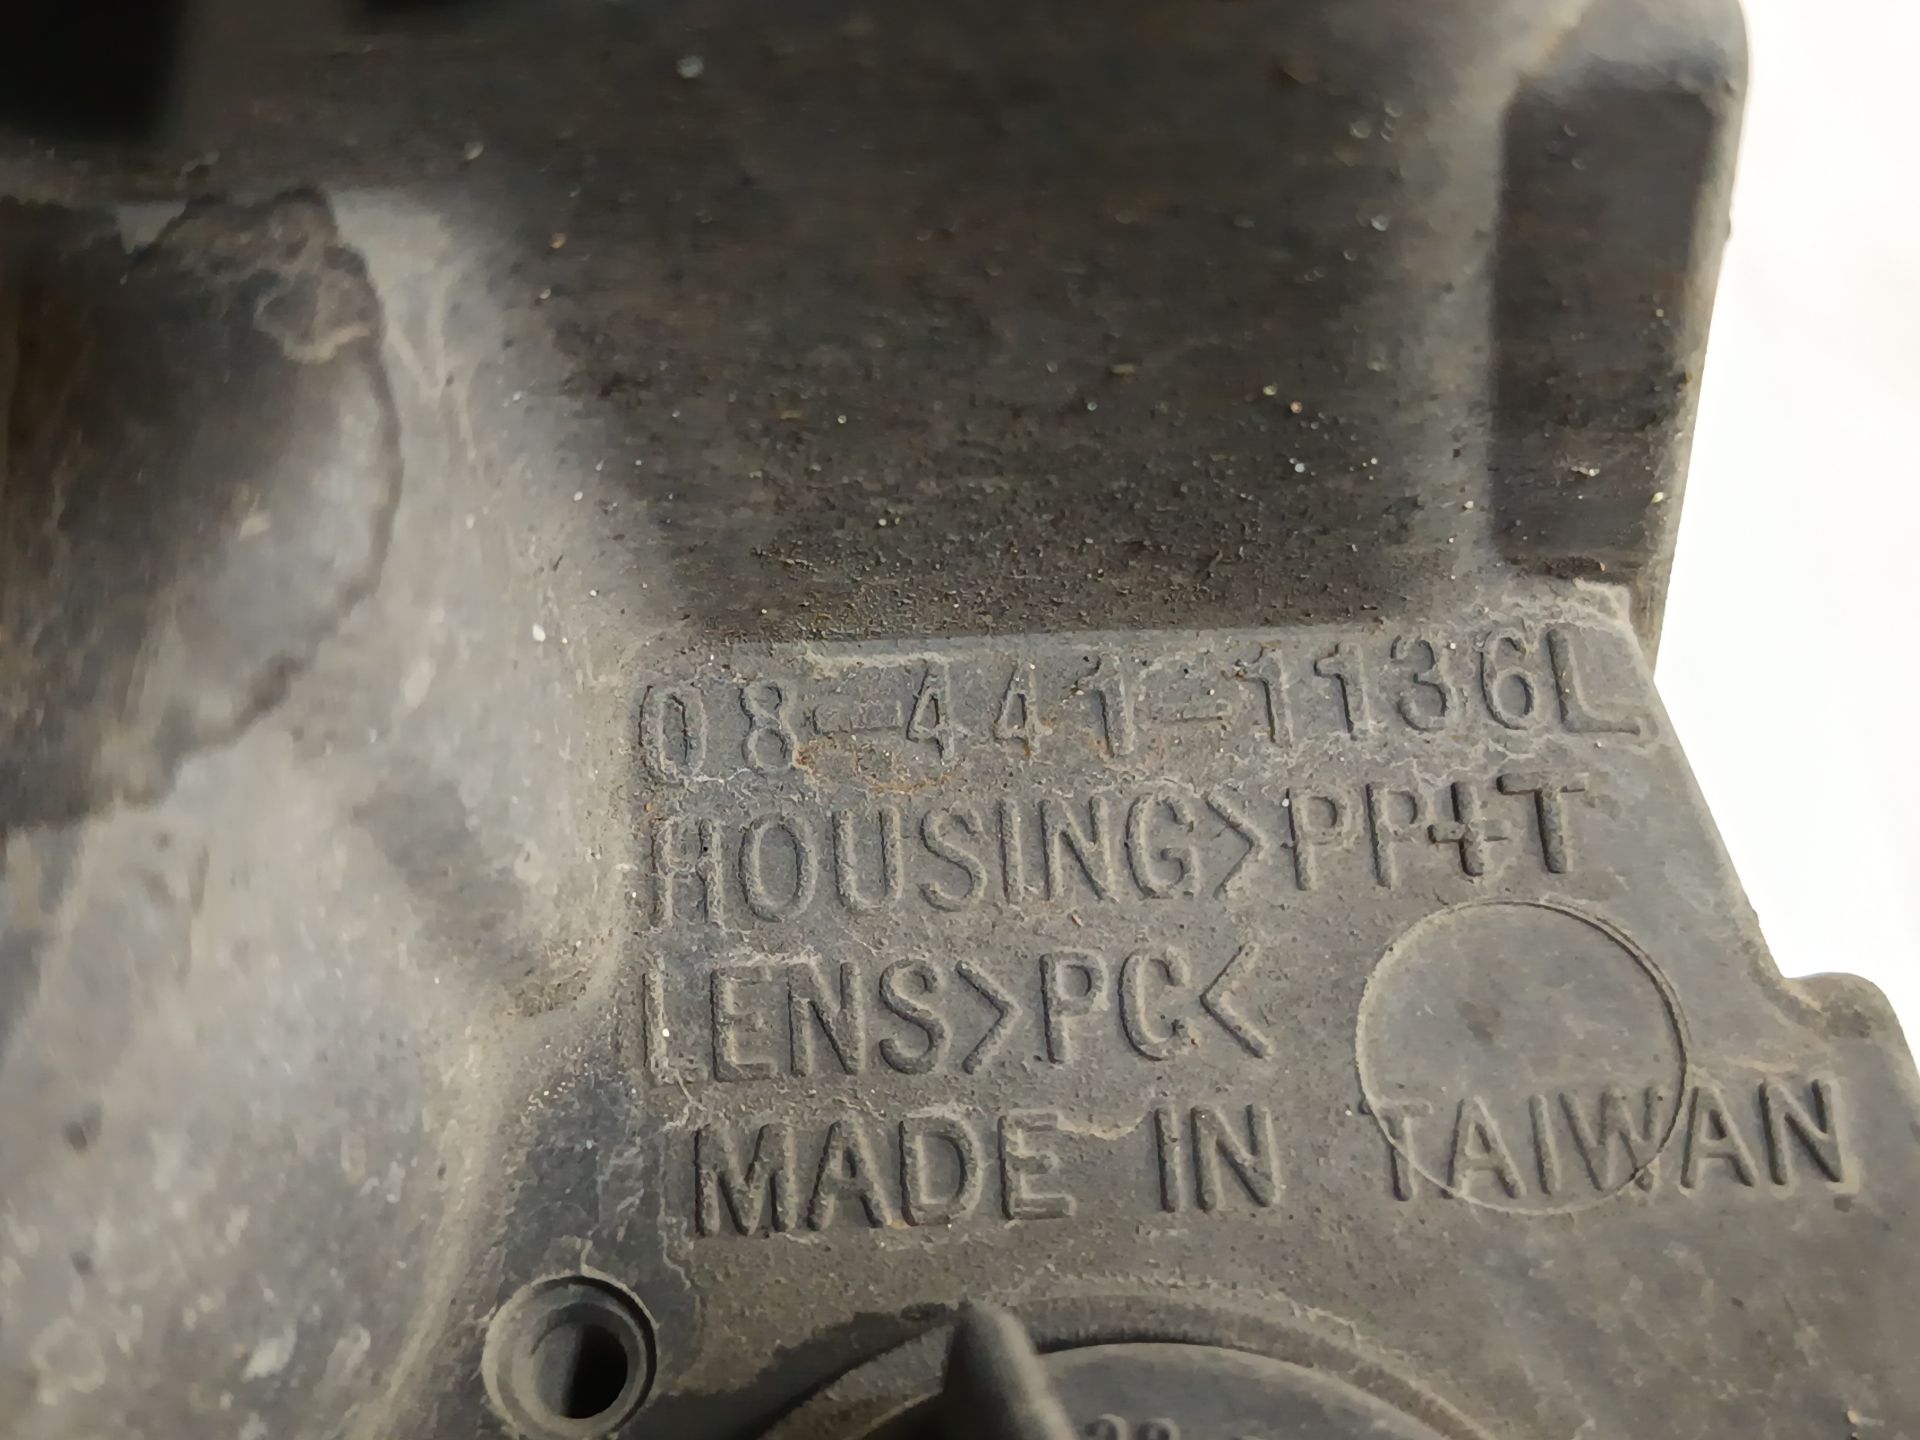 08-441-1136L
HOUSING>PP+T
LENS>PC<
MADE IN TAIWAN